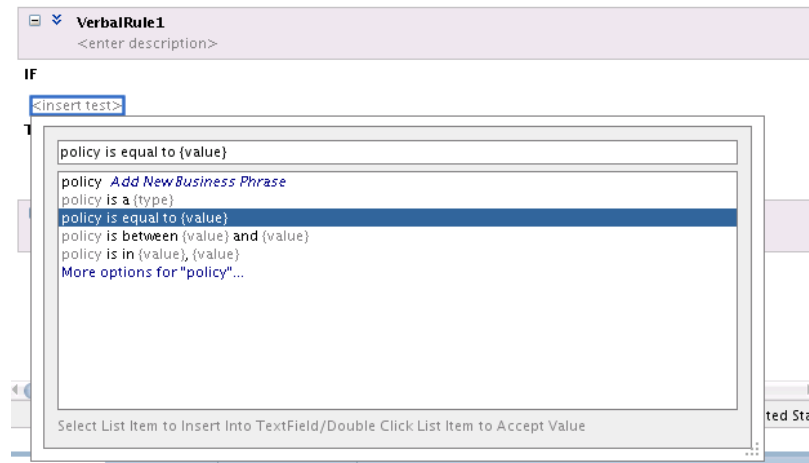 VerbalRule1
<enter description>
IF
<insert test>
T
policy is equal to {value}
policy Add New Business Phrase
policy is a {type}
policy is equal to {value}
policy is between {value} and {value}
policy is in {value}, {value}
More options for "policy"...
Select List Item to Insert Into TextField/Double Click List Item to Accept Value
ted Sta